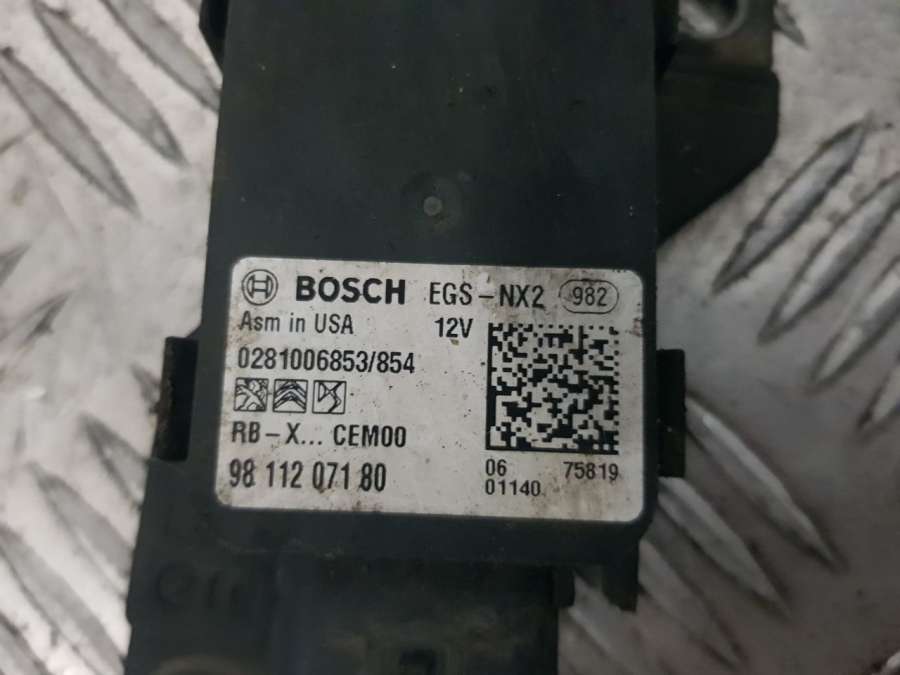 BOSCH EGS-NX2 982
Asm in USA 12V
0281006853/854
RB-X... CEM00
98 112 071 80
06 75819
01140